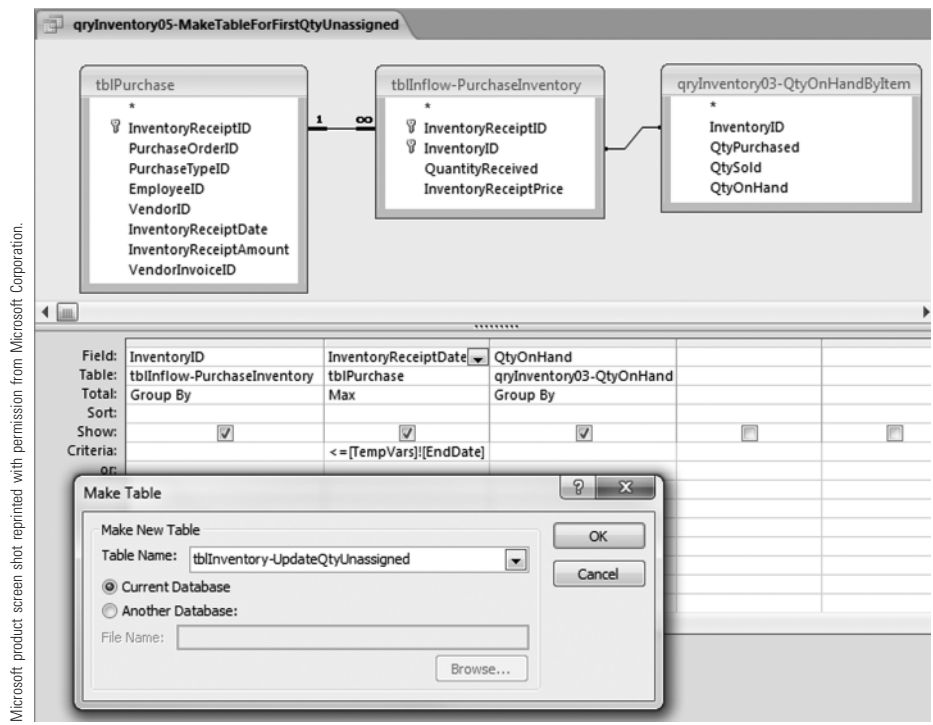 qryInventory05-MakeTableForFirstQtyUnassigned
tblPurchase
*
InventoryReceiptID
PurchaseOrderID
PurchaseTypeID
EmployeeID
VendorID
InventoryReceiptDate
InventoryReceiptAmount
VendorInvoiceID
1 ∞
tblInflow-PurchaseInventory
*
InventoryReceiptID
InventoryID
QuantityReceived
InventoryReceiptPrice
qryInventory03-QtyOnHandByItem
*
InventoryID
QtyPurchased
QtySold
QtyOnHand
Field: InventoryID InventoryReceiptDate QtyOnHand
Table: tblInflow-PurchaseInventory tblPurchase qryInventory03-QtyOnHand
Total: Group By Max Group By
Sort:
Show:
Criteria: <=[TempVars]![EndDate]
or:
Make Table
Make New Table
Table Name: tblInventory-UpdateQtyUnassigned
Current Database
Another Database:
File Name:
Browse...
OK
Cancel
Microsoft product screen shot reprinted with permission from Microsoft Corporation.